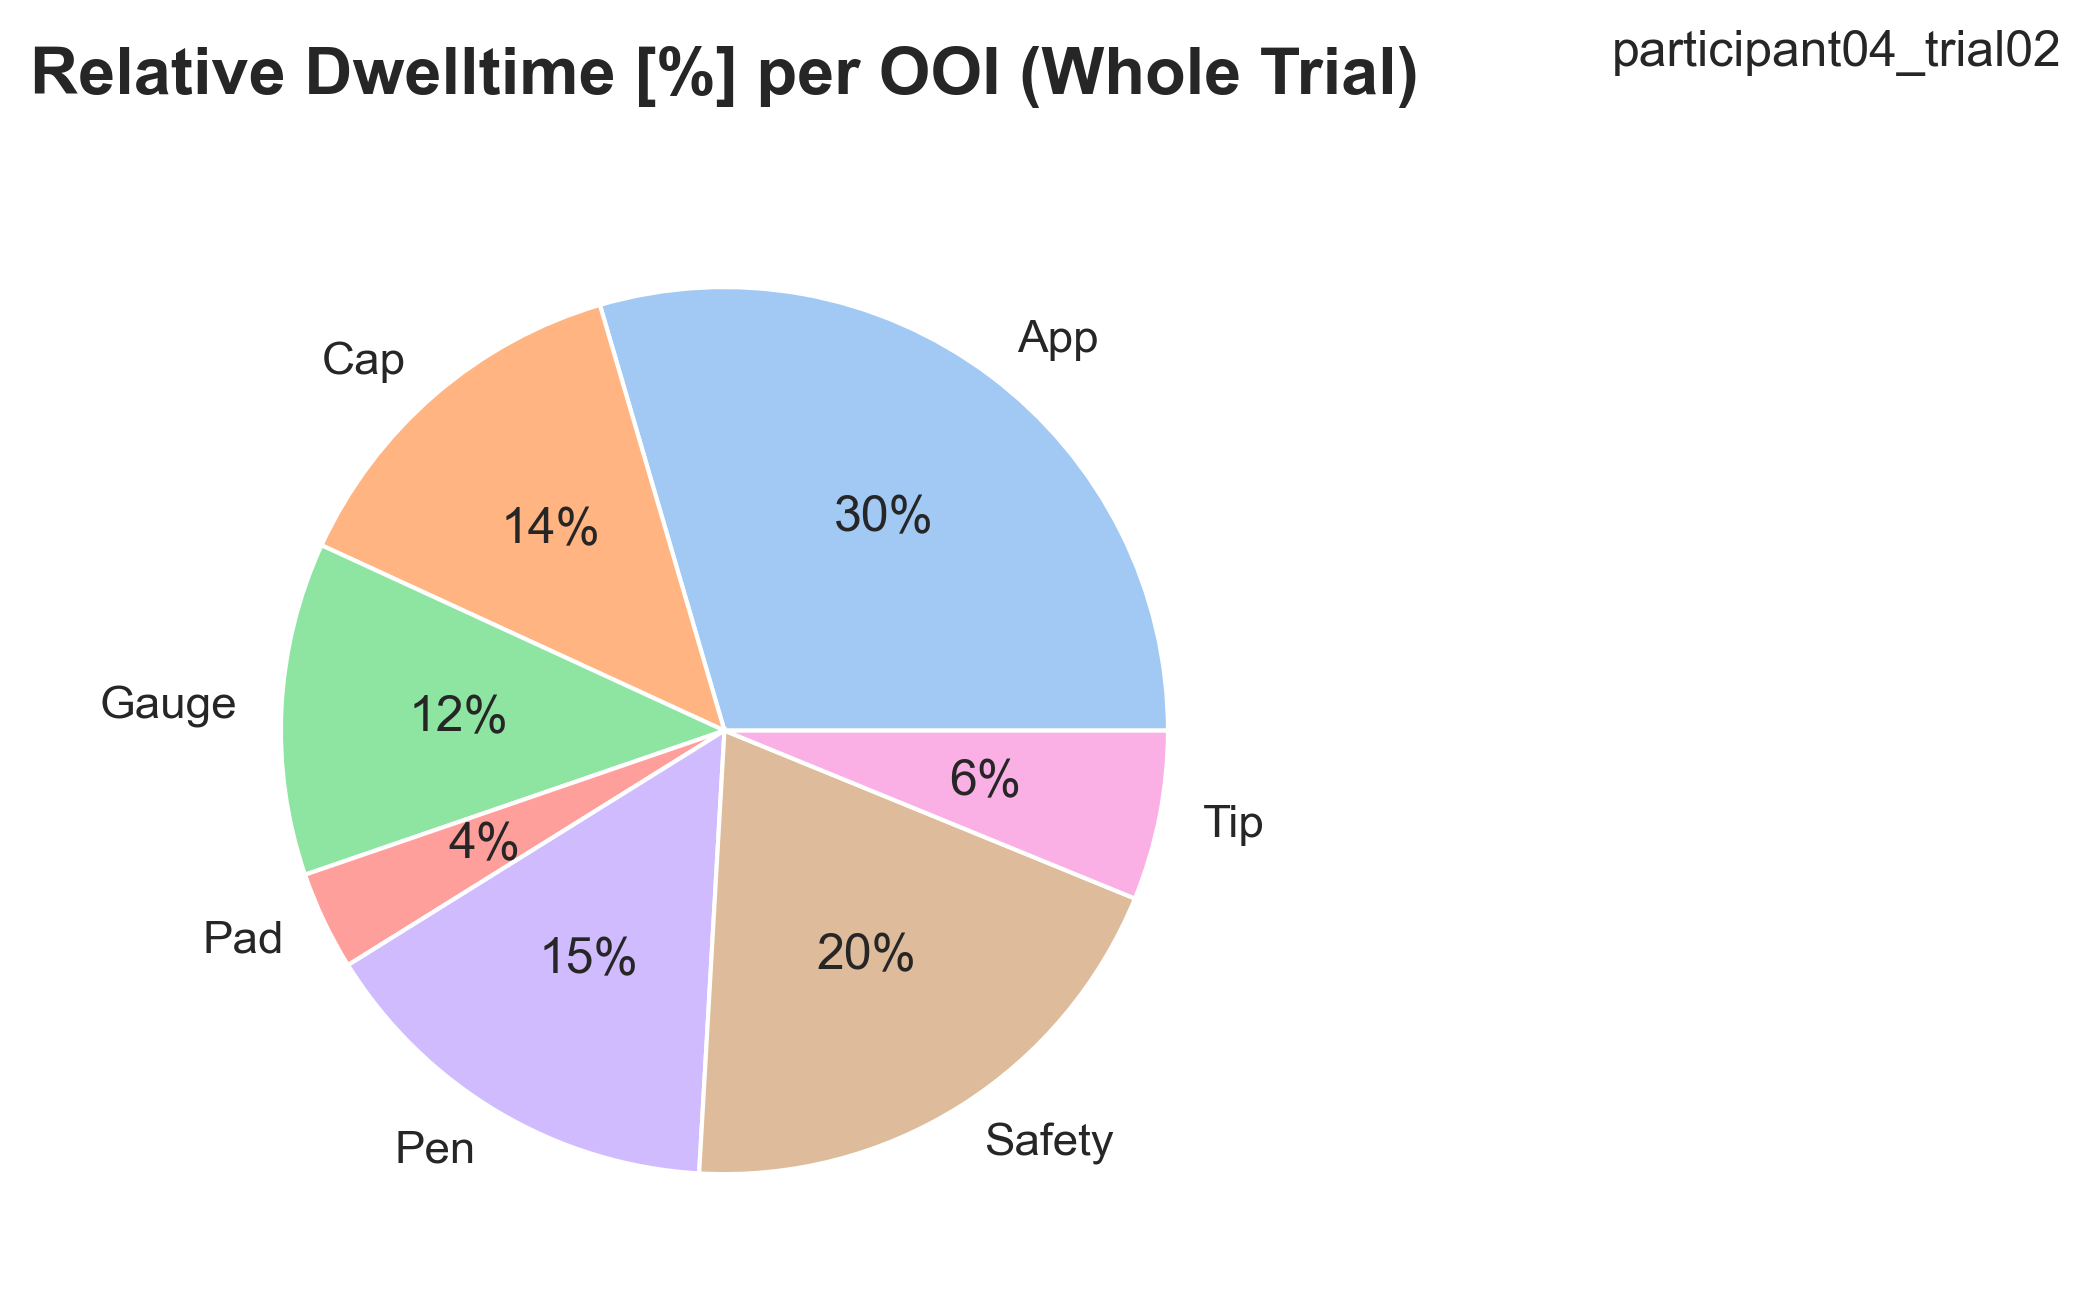 Relative Dwelltime [%] per OOI (Whole Trial)
participant04_trial02
App
Cap
30%
14%
Gauge
12%
6%
4%
Tip
Pad
15%
20%
Pen
Safety